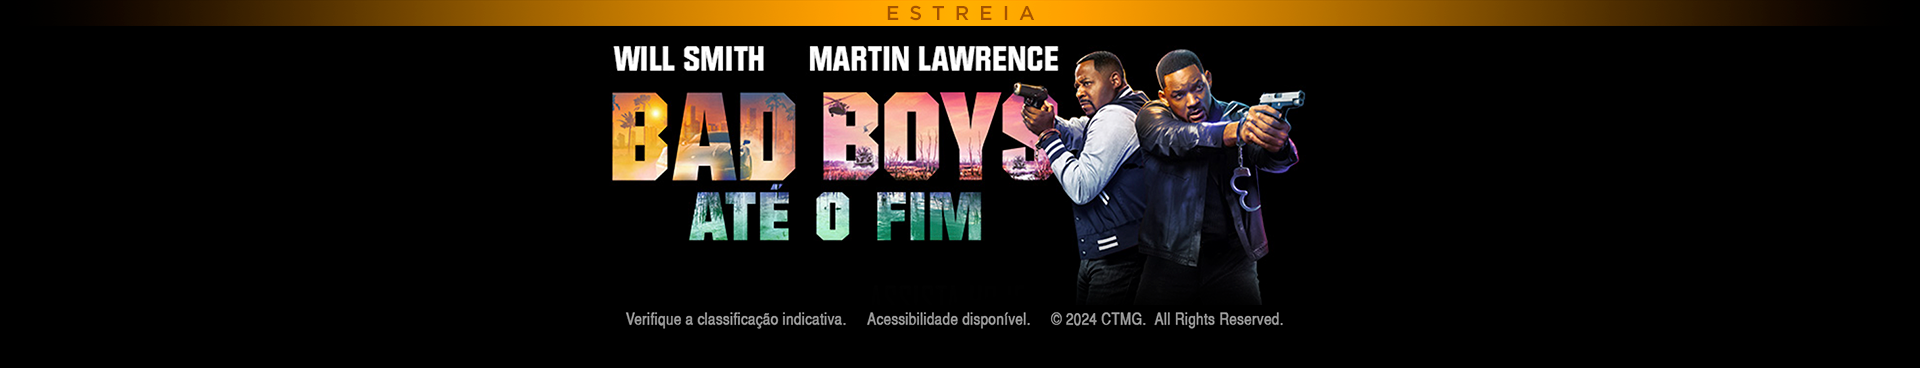 ESTREIA
WILL SMITH MARTIN LAWRENCE
BAD BOYS
ATÉ O FIM
Verifique a classificação indicativa. Acessibilidade disponível. © 2024 CTMG. All Rights Reserved.